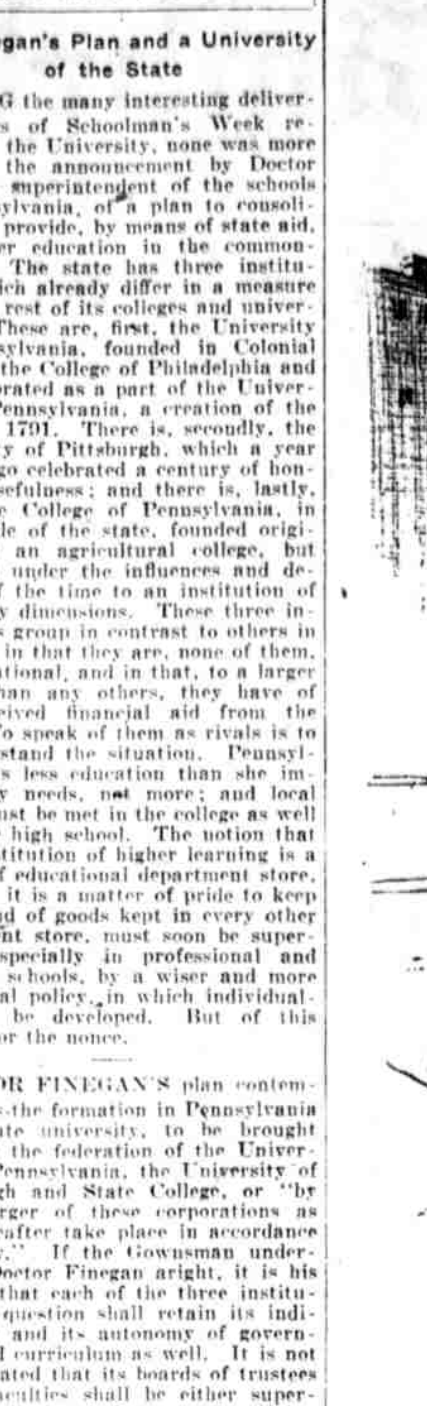 egan's Plan and a University
of the State
G the many interesting deliver-
s of Schoolman's Week re-
the University, none was more
the announcement by Doctor
superintendent of the schools
sylvania, of a plan to consoli-
provide, by means of state aid,
er education in the common-
The state has three institu-
ich already differ in a measure
rest of its colleges and univer-
These are, first, the University
sylvania, founded in Colonial
the College of Philadelphia and
orated as a part of the Univer-
Pennsylvania, a creation of the
1791. There is, secondly, the
y of Pittsburgh, which a year
go celebrated a century of hon-
sefulness; and there is, lastly,
e College of Pennsylvania, in
le of the state, founded origi-
an agricultural college, but
under the influences and de-
f the time to an institution of
y dimensions. These three in-
s group in contrast to others in
in that they are, none of them,
ational, and in that, to a larger
han any others, they have of
eived financial aid from the
To speak of them as rivals is to
stand the situation. Pennsyl-
s less education than she im-
y needs, not more; and local
ust be met in the college as well
high school. The notion that
titution of higher learning is a
f educational department store,
it is a matter of pride to keep
nd of goods kept in every other
nt store, must soon be super-
specially in professional and
schools, by a wiser and more
al policy, in which individual-
be developed. But of this
or the nonce.
OR FINEGAN'S plan contem-
s the formation in Pennsylvania
ate university, to be brought
the federation of the Univer-
Pennsylvania, the University of
gh and State College, or "by
rger of these corporations as
eafter take place in accordance
." If the Gownsman under-
Doctor Finegan aright, it is his
that each of the three institu-
question shall retain its indi-
and its autonomy of govern-
d curriculum as well. It is not
ated that its boards of trustees
aculties shall be either super-